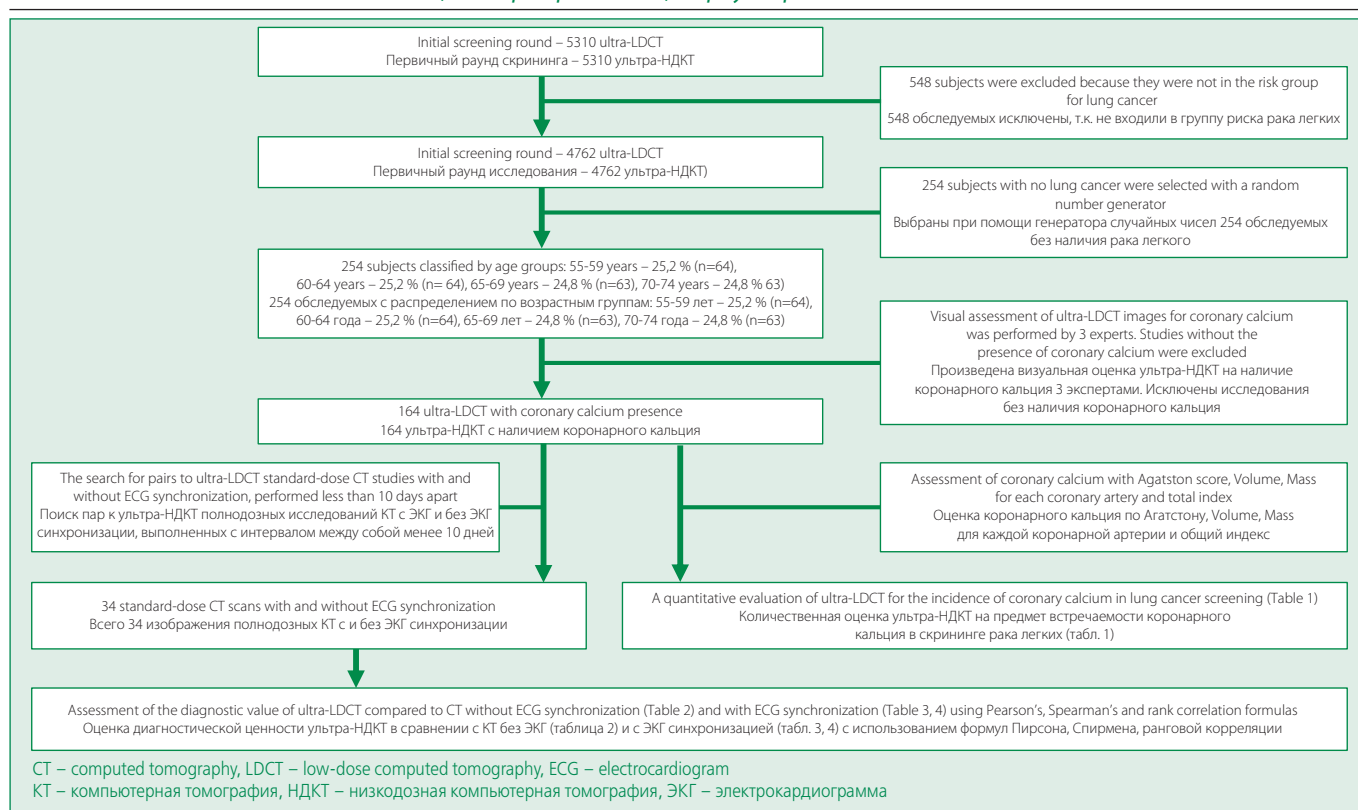 Initial screening round – 5310 ultra-LDCT
Первичный раунд скрининга – 5310 ультра-НДКТ
548 subjects were excluded because they were not in the risk group
for lung cancer
548 обследуемых исключены, т.к. не входили в группу риска рака легких
Initial screening round – 4762 ultra-LDCT
Первичный раунд исследования – 4762 ультра-НДКТ)
254 subjects with no lung cancer were selected with a random
number generator
Выбраны при помощи генератора случайных чисел 254 обследуемых
без наличия рака легкого
254 subjects classified by age groups: 55-59 years – 25,2 % (n=64),
60-64 years – 25,2 % (n= 64), 65-69 years – 24,8 % (n=63), 70-74 years – 24,8 % 63)
254 обследуемых с распределением по возрастным группам: 55-59 лет – 25,2 % (n=64),
60-64 года – 25,2 % (n=64), 65-69 лет – 24,8 % (n=63), 70-74 года – 24,8 % (n=63)
Visual assessment of ultra-LDCT images for coronary calcium
was performed by 3 experts. Studies without the
presence of coronary calcium were excluded
Произведена визуальная оценка ультра-НДКТ на наличие
коронарного кальция 3 экспертами. Исключены исследования
без наличия коронарного кальция
164 ultra-LDCT with coronary calcium presence
164 ультра-НДКТ с наличием коронарного кальция
The search for pairs to ultra-LDCT standard-dose CT studies with and
without ECG synchronization, performed less than 10 days apart
Поиск пар к ультра-НДКТ полнодозных исследований КТ с ЭКГ и без ЭКГ
синхронизации, выполненных с интервалом между собой менее 10 дней
Assessment of coronary calcium with Agatston score, Volume, Mass
for each coronary artery and total index
Оценка коронарного кальция по Агатстону, Volume, Mass
для каждой коронарной артерии и общий индекс
34 standard-dose CT scans with and without ECG synchronization
Всего 34 изображения полнодозных КТ с и без ЭКГ синхронизации
A quantitative evaluation of ultra-LDCT for the incidence of coronary calcium in lung cancer screening (Table 1)
Количественная оценка ультра-НДКТ на предмет встречаемости коронарного
кальция в скрининге рака легких (табл. 1)
Assessment of the diagnostic value of ultra-LDCT compared to CT without ECG synchronization (Table 2) and with ECG synchronization (Table 3, 4) using Pearson’s, Spearman’s and rank correlation formulas
Оценка диагностической ценности ультра-НДКТ в сравнении с КТ без ЭКГ (таблица 2) и с ЭКГ синхронизацией (табл. 3, 4) с использованием формул Пирсона, Спирмена, ранговой корреляции
CT – computed tomography, LDCT – low-dose computed tomography, ECG – electrocardiogram
КТ – компьютерная томография, НДКТ – низкодозная компьютерная томография, ЭКГ – электрокардиограмма